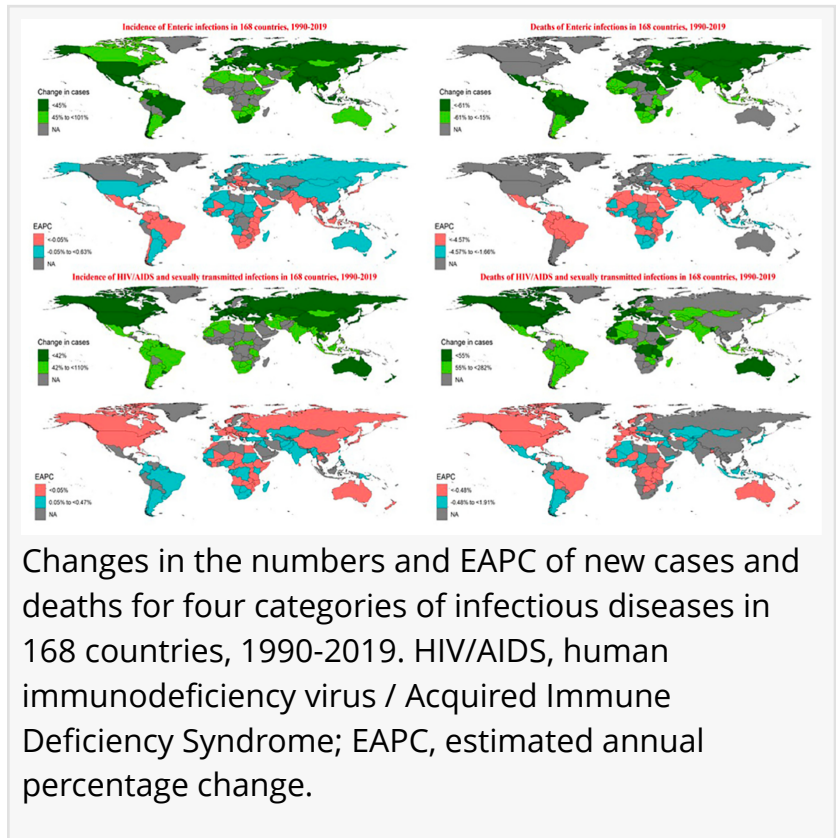 Incidence of Enteric infections in 168 countries, 1990-2019
Change in cases
<45%
45% to <101%
NA
EAPC
<-0.05%
-0.05% to <0.63%
NA
Deaths of Enteric infections in 168 countries, 1990-2019
Change in cases
<-61%
-61% to <-15%
NA
EAPC
<-4.57%
-4.57% to <-1.66%
NA
Incidence of HIV/AIDS and sexually transmitted infections in 168 countries, 1990-2019
Change in cases
<42%
42% to <110%
NA
EAPC
<0.05%
0.05% to <0.47%
NA
Deaths of HIV/AIDS and sexually transmitted infections in 168 countries, 1990-2019
Change in cases
<55%
55% to <282%
NA
EAPC
<-0.48%
-0.48% to <1.91%
NA
Changes in the numbers and EAPC of new cases and
deaths for four categories of infectious diseases in
168 countries, 1990-2019. HIV/AIDS, human
immunodeficiency virus / Acquired Immune
Deficiency Syndrome; EAPC, estimated annual
percentage change.